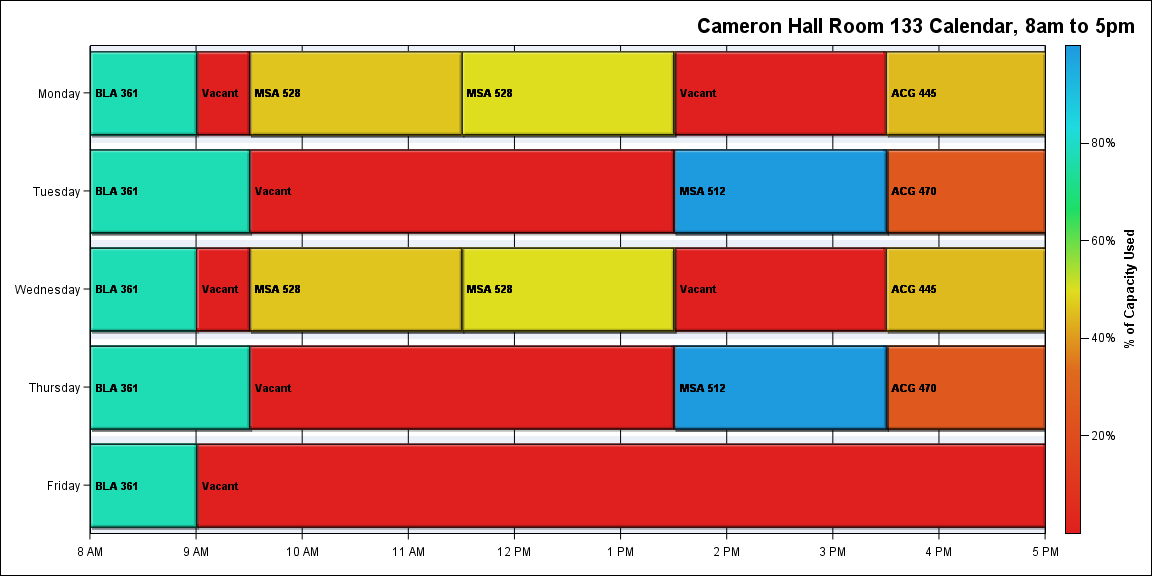 Cameron Hall Room 133 Calendar, 8am to 5pm
Monday
BLA 361
Vacant
MSA 528
MSA 528
Vacant
ACG 445
Tuesday
BLA 361
Vacant
MSA 512
ACG 470
Wednesday
BLA 361
Vacant
MSA 528
MSA 528
Vacant
ACG 445
Thursday
BLA 361
Vacant
MSA 512
ACG 470
Friday
BLA 361
Vacant
8 AM
9 AM
10 AM
11 AM
12 PM
1 PM
2 PM
3 PM
4 PM
5 PM
80%
60%
40%
20%
% of Capacity Used